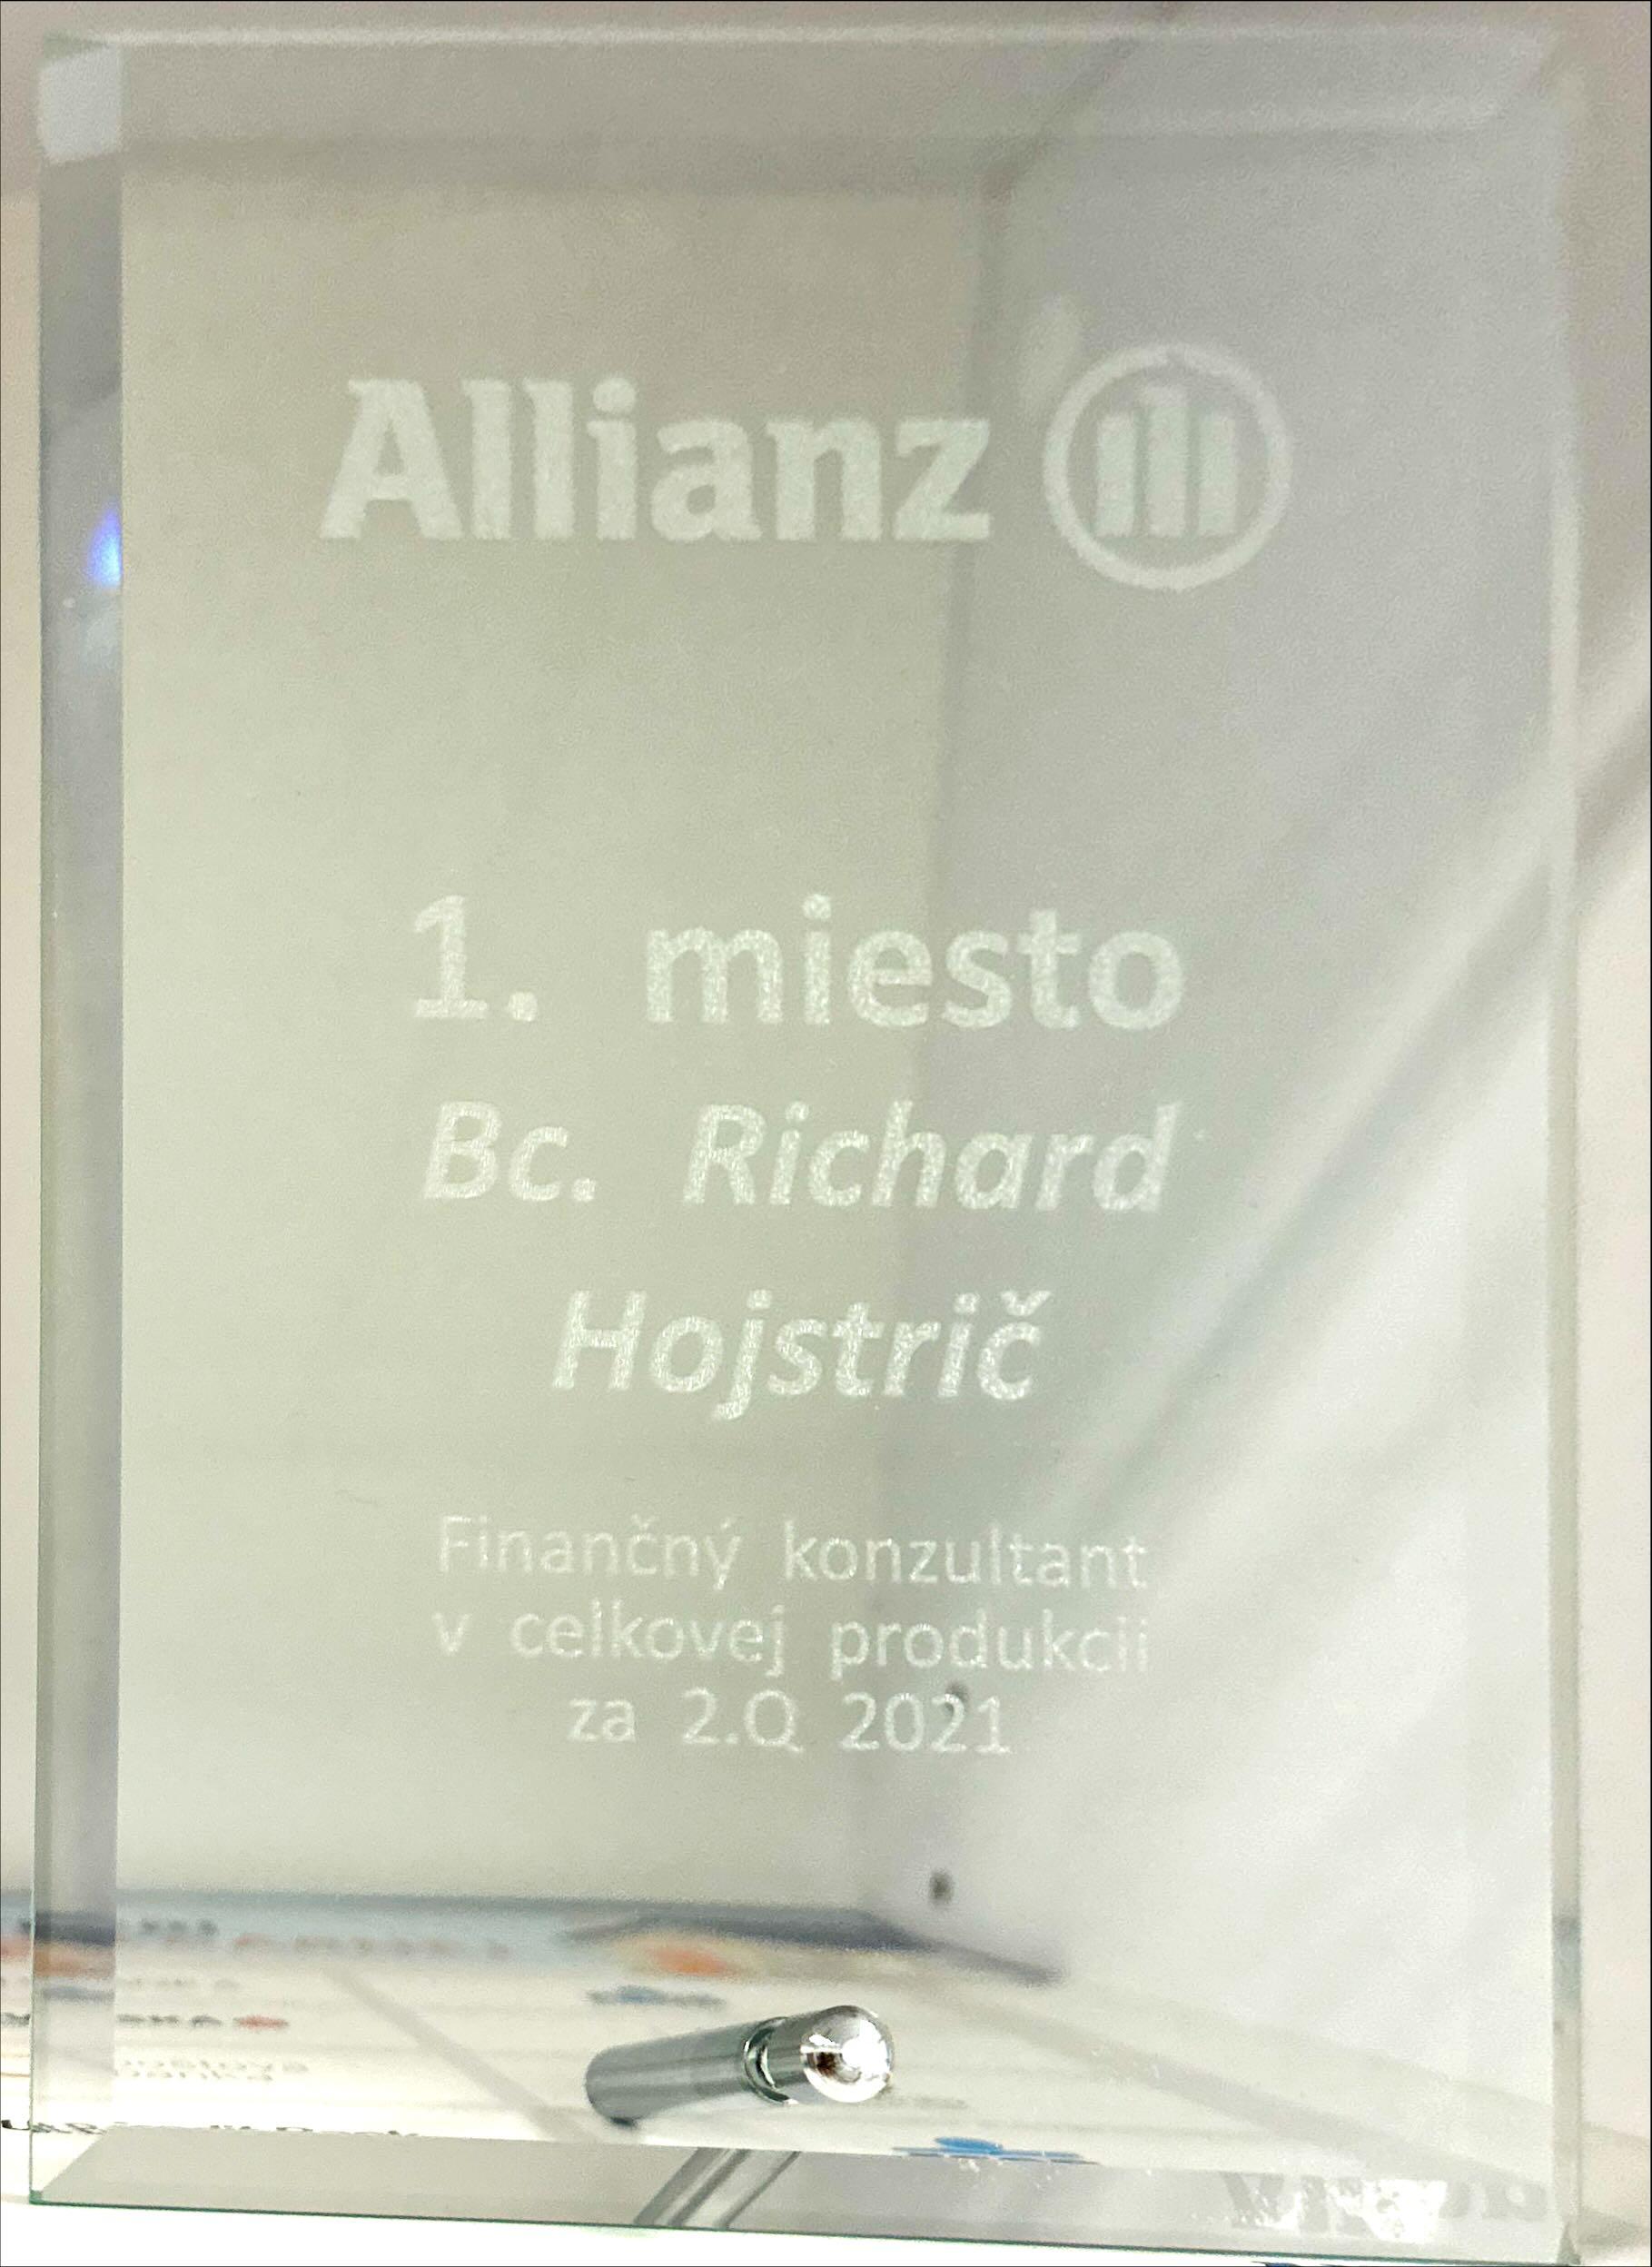 Allianz
1. miesto
Bc. Richard
Hojstrič
Finančný konzultant
v celkovej produkcii
za 2.Q 2021